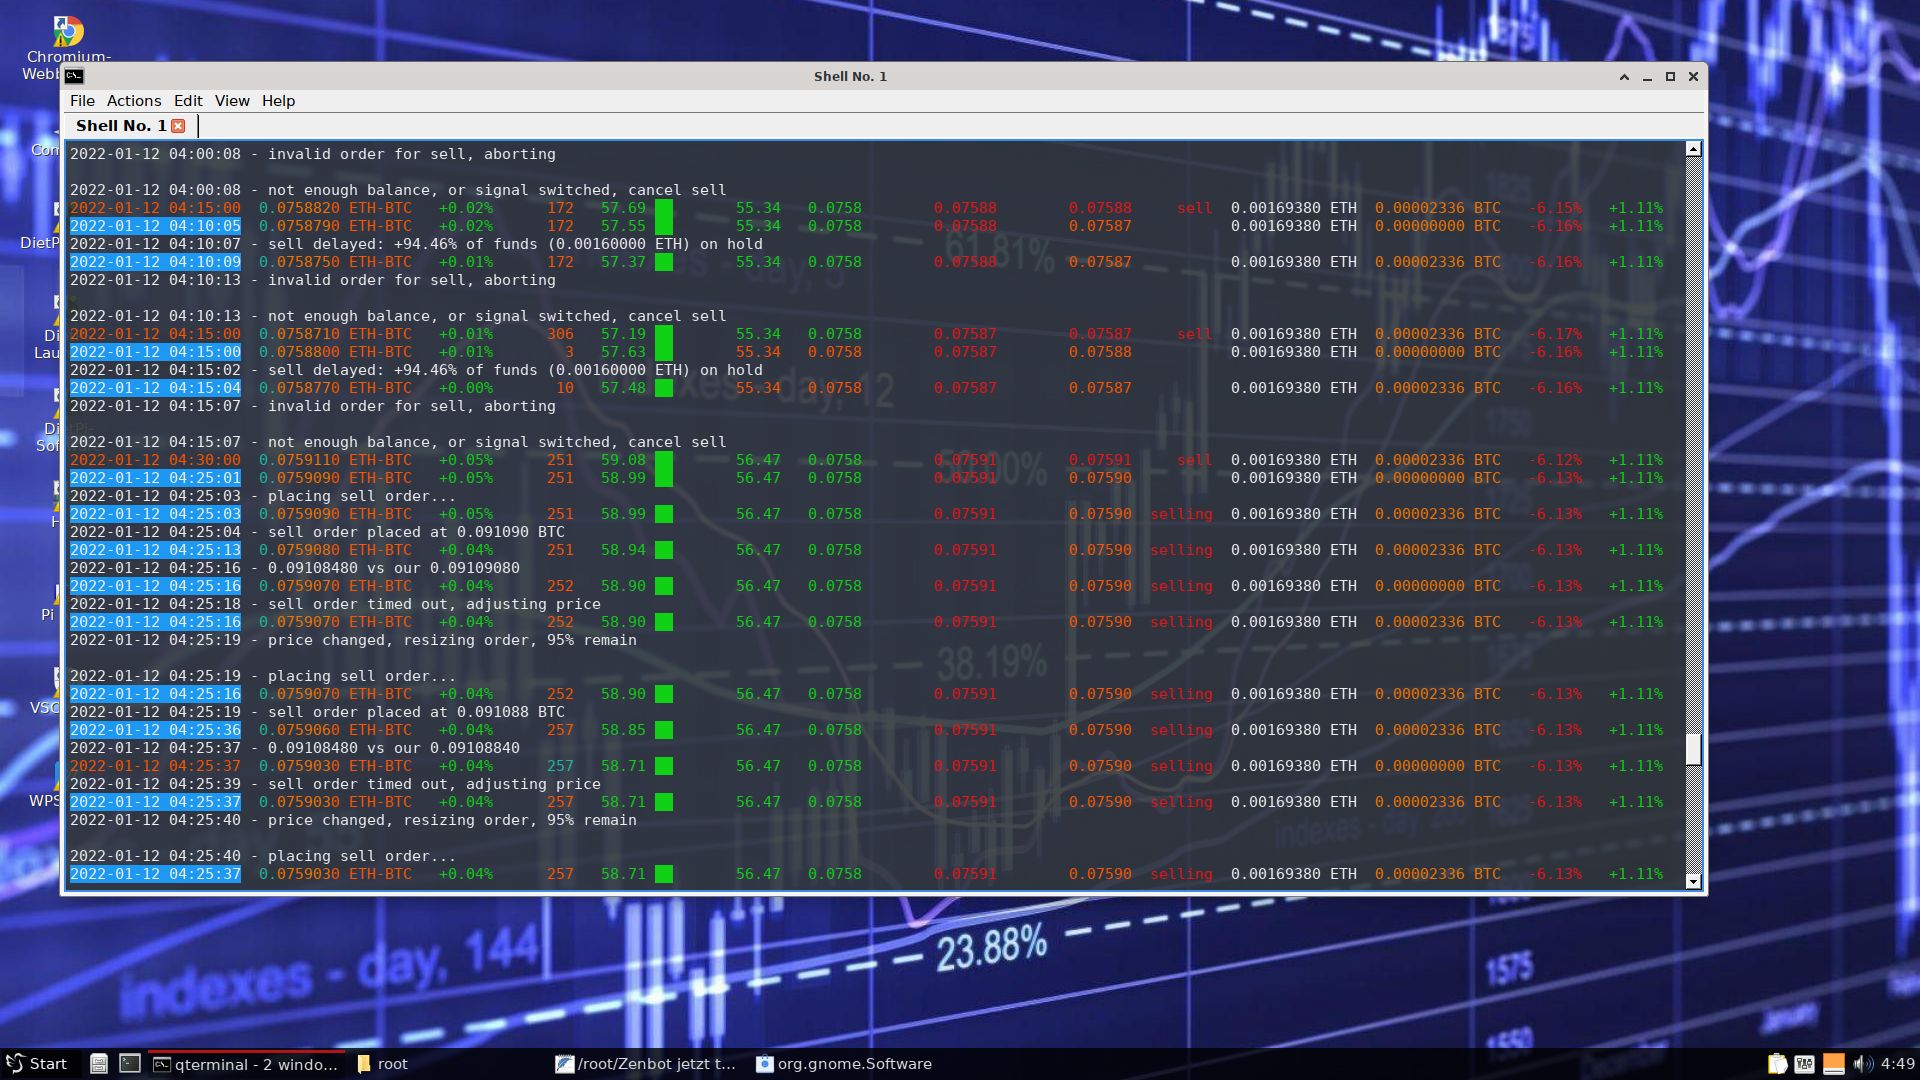 Chromium-
Webb
Shell No. 1
File Actions Edit View Help
Shell No. 1
2022-01-12 04:00:08 - invalid order for sell, aborting
2022-01-12 04:00:08 - not enough balance, or signal switched, cancel sell
2022-01-12 04:15:00 0.0758820 ETH-BTC +0.02% 172 57.69 55.34 0.0758 0.07588 0.07588 sell 0.00169380 ETH 0.00002336 BTC -6.15% +1.11%
2022-01-12 04:10:05 0.0758790 ETH-BTC +0.02% 172 57.55 55.34 0.0758 0.07588 0.07587 0.00169380 ETH 0.00000000 BTC -6.16% +1.11%
2022-01-12 04:10:07 - sell delayed: +94.46% of funds (0.00160000 ETH) on hold
2022-01-12 04:10:09 0.0758750 ETH-BTC +0.01% 172 57.37 55.34 0.0758 0.07588 0.07587 0.00169380 ETH 0.00002336 BTC -6.16% +1.11%
2022-01-12 04:10:13 - invalid order for sell, aborting
2022-01-12 04:10:13 - not enough balance, or signal switched, cancel sell
2022-01-12 04:15:00 0.0758710 ETH-BTC +0.01% 306 57.19 55.34 0.0758 0.07587 0.07587 sell 0.00169380 ETH 0.00002336 BTC -6.17% +1.11%
2022-01-12 04:15:00 0.0758800 ETH-BTC +0.01% 3 57.63 55.34 0.0758 0.07587 0.07588 0.00169380 ETH 0.00000000 BTC -6.16% +1.11%
2022-01-12 04:15:02 - sell delayed: +94.46% of funds (0.00160000 ETH) on hold
2022-01-12 04:15:04 0.0758770 ETH-BTC +0.00% 10 57.48 55.34 0.0758 0.07587 0.07587 0.00169380 ETH 0.00002336 BTC -6.16% +1.11%
2022-01-12 04:15:07 - invalid order for sell, aborting
2022-01-12 04:15:07 - not enough balance, or signal switched, cancel sell
2022-01-12 04:30:00 0.0759110 ETH-BTC +0.05% 251 59.08 56.47 0.0758 0.07591 0.07591 sell 0.00169380 ETH 0.00002336 BTC -6.12% +1.11%
2022-01-12 04:25:01 0.0759090 ETH-BTC +0.05% 251 58.99 56.47 0.0758 0.07591 0.07590 0.00169380 ETH 0.00000000 BTC -6.13% +1.11%
2022-01-12 04:25:03 - placing sell order...
2022-01-12 04:25:03 0.0759090 ETH-BTC +0.05% 251 58.99 56.47 0.0758 0.07591 0.07590 selling 0.00169380 ETH 0.00002336 BTC -6.13% +1.11%
2022-01-12 04:25:04 - sell order placed at 0.091090 BTC
2022-01-12 04:25:13 0.0759080 ETH-BTC +0.04% 251 58.94 56.47 0.0758 0.07591 0.07590 selling 0.00169380 ETH 0.00002336 BTC -6.13% +1.11%
2022-01-12 04:25:16 - 0.09108480 vs our 0.09109080
2022-01-12 04:25:16 0.0759070 ETH-BTC +0.04% 252 58.90 56.47 0.0758 0.07591 0.07590 selling 0.00169380 ETH 0.00000000 BTC -6.13% +1.11%
2022-01-12 04:25:18 - sell order timed out, adjusting price
2022-01-12 04:25:16 0.0759070 ETH-BTC +0.04% 252 58.90 56.47 0.0758 0.07591 0.07590 selling 0.00169380 ETH 0.00002336 BTC -6.13% +1.11%
2022-01-12 04:25:19 - price changed, resizing order, 95% remain
2022-01-12 04:25:19 - placing sell order...
2022-01-12 04:25:16 0.0759070 ETH-BTC +0.04% 252 58.90 56.47 0.0758 0.07591 0.07590 selling 0.00169380 ETH 0.00002336 BTC -6.13% +1.11%
2022-01-12 04:25:19 - sell order placed at 0.091088 BTC
2022-01-12 04:25:36 0.0759060 ETH-BTC +0.04% 257 58.85 56.47 0.0758 0.07591 0.07590 selling 0.00169380 ETH 0.00002336 BTC -6.13% +1.11%
2022-01-12 04:25:37 - 0.09108480 vs our 0.09108840
2022-01-12 04:25:37 0.0759030 ETH-BTC +0.04% 257 58.71 56.47 0.0758 0.07591 0.07590 selling 0.00169380 ETH 0.00000000 BTC -6.13% +1.11%
2022-01-12 04:25:39 - sell order timed out, adjusting price
2022-01-12 04:25:37 0.0759030 ETH-BTC +0.04% 257 58.71 56.47 0.0758 0.07591 0.07590 selling 0.00169380 ETH 0.00002336 BTC -6.13% +1.11%
2022-01-12 04:25:40 - price changed, resizing order, 95% remain
2022-01-12 04:25:40 - placing sell order...
2022-01-12 04:25:37 0.0759030 ETH-BTC +0.04% 257 58.71 56.47 0.0758 0.07591 0.07590 selling 0.00169380 ETH 0.00002336 BTC -6.13% +1.11%
61.81%
indexes - day, 12
38.19%
23.88%
indexes - day, 144
1575
1550
January
Start
qterminal - 2 windo...
root
/root/Zenbot jetzt t...
org.gnome.Software
4:49